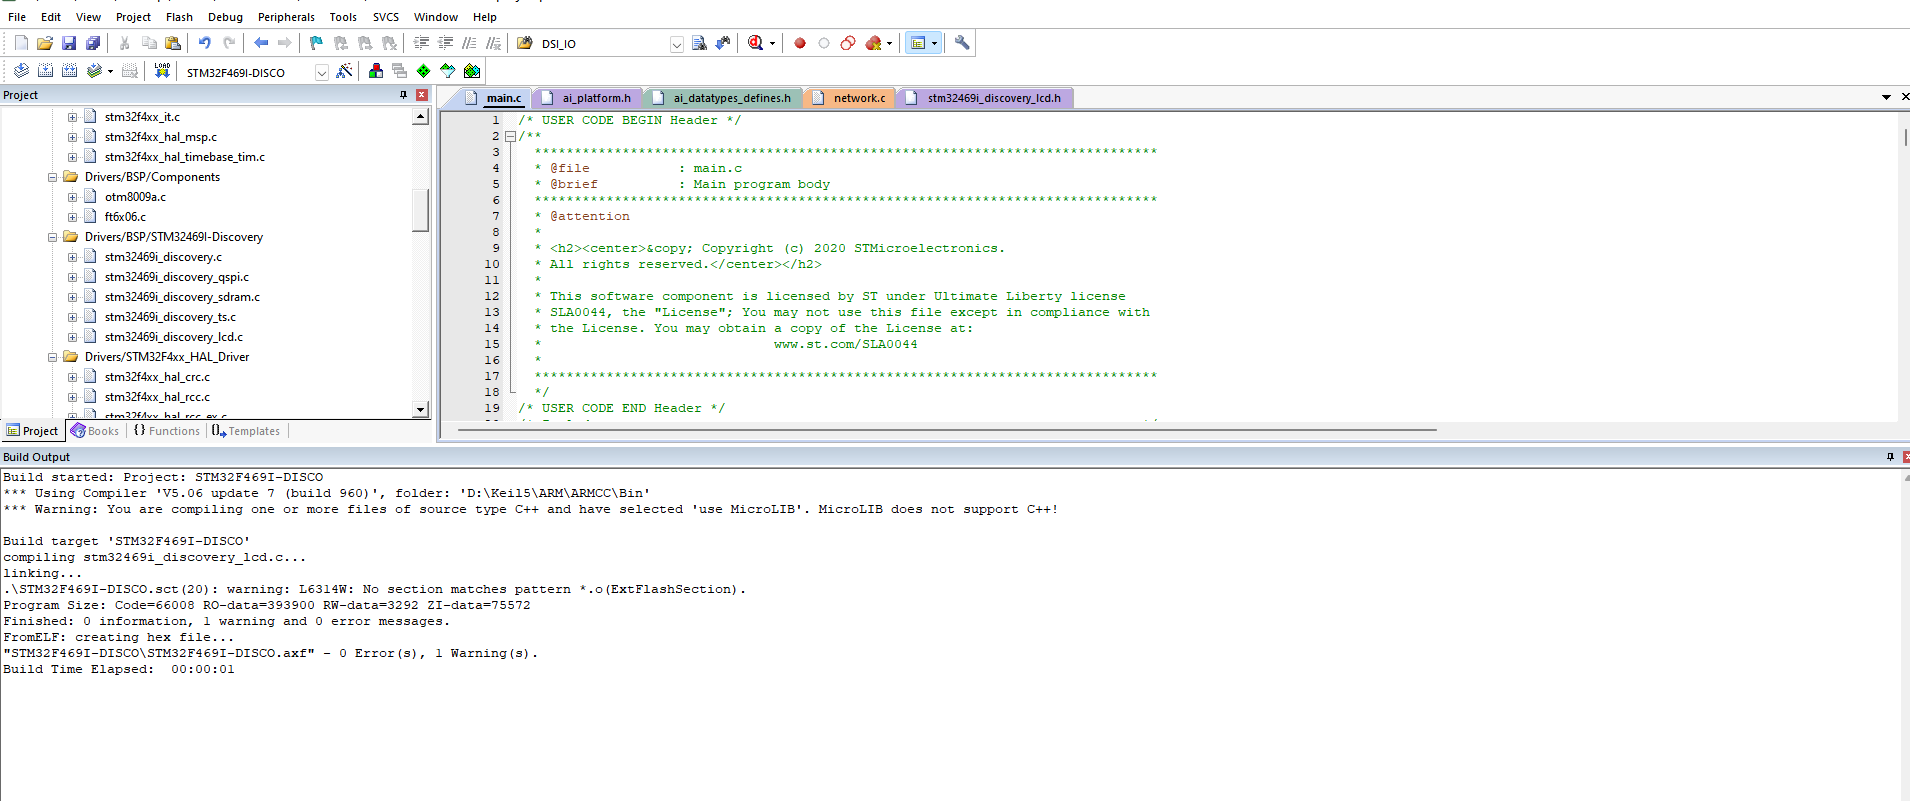 File Edit View Project Flash Debug Peripherals Tools SVCS Window Help
DSI_IO
LOAD
STM32F469I-DISCO
Project
stm32f4xx_it.c
stm32f4xx_hal_msp.c
stm32f4xx_hal_timebase_tim.c
Drivers/BSP/Components
otm8009a.c
ft6x06.c
Drivers/BSP/STM32469I-Discovery
stm32469i_discovery.c
stm32469i_discovery_qspi.c
stm32469i_discovery_sdram.c
stm32469i_discovery_ts.c
stm32469i_discovery_lcd.c
Drivers/STM32F4xx_HAL_Driver
stm32f4xx_hal_crc.c
stm32f4xx_hal_rcc.c
stm32f4xx_hal_rcc_ex.c
Project Books {} Functions Templates
main.c ai_platform.h ai_datatypes_defines.h network.c stm32469i_discovery_lcd.h
1 /* USER CODE BEGIN Header */
2 /**
3 ******************************************************************************
4 * @file : main.c
5 * @brief : Main program body
6 ******************************************************************************
7 * @attention
8 *
9 * <h2><center>&copy; Copyright (c) 2020 STMicroelectronics.
10 * All rights reserved.</center></h2>
11 *
12 * This software component is licensed by ST under Ultimate Liberty license
13 * SLA0044, the "License"; You may not use this file except in compliance with
14 * the License. You may obtain a copy of the License at:
15 * www.st.com/SLA0044
16 *
17 ******************************************************************************
18 */
19 /* USER CODE END Header */
Build Output
Build started: Project: STM32F469I-DISCO
*** Using Compiler 'V5.06 update 7 (build 960)', folder: 'D:\Keil5\ARM\ARMCC\Bin'
*** Warning: You are compiling one or more files of source type C++ and have selected 'use MicroLIB'. MicroLIB does not support C++!
Build target 'STM32F469I-DISCO'
compiling stm32469i_discovery_lcd.c...
linking...
.\STM32F469I-DISCO.sct(20): warning: L6314W: No section matches pattern *.o(ExtFlashSection).
Program Size: Code=66008 RO-data=393900 RW-data=3292 ZI-data=75572
Finished: 0 information, 1 warning and 0 error messages.
FromELF: creating hex file...
"STM32F469I-DISCO\STM32F469I-DISCO.axf" - 0 Error(s), 1 Warning(s).
Build Time Elapsed: 00:00:01